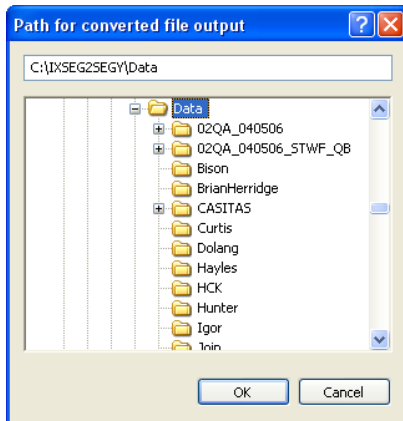 Path for converted file output
C:\IXSEG2SEGY\Data
Data
02QA_040506
02QA_040506_STWF_QB
Bison
BrianHerridge
CASITAS
Curtis
Dolang
Hayles
HCK
Hunter
Igor
Join
OK
Cancel